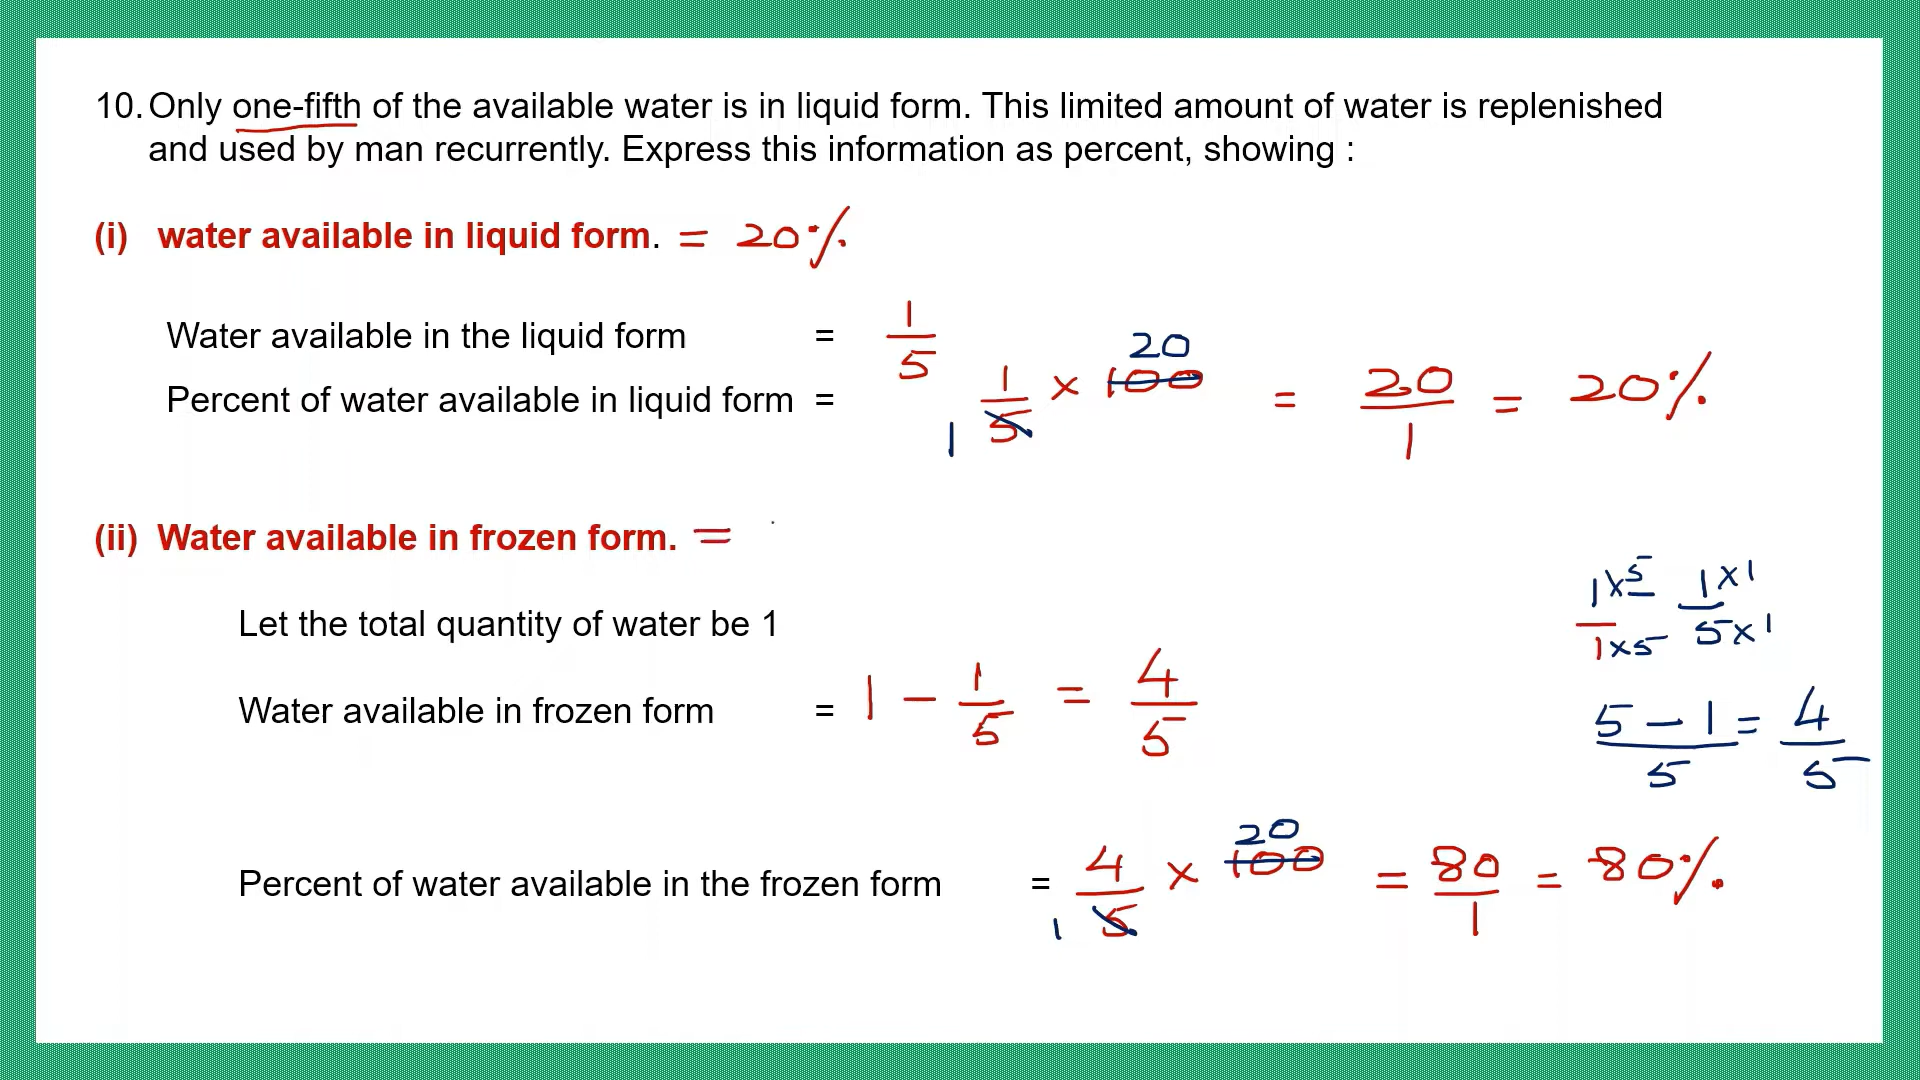 10. Only one-fifth of the available water is in liquid form. This limited amount of water is replenished
and used by man recurrently. Express this information as percent, showing :
(i) water available in liquid form. = 20%
Water available in the liquid form = 1/5
Percent of water available in liquid form = 1/5 × 100 = 20/1 = 20%
20
1
(ii) Water available in frozen form. =
Let the total quantity of water be 1
1×5/1×5 1×1/5×1
Water available in frozen form = 1 - 1/5 = 4/5
5 - 1/5 = 4/5
Percent of water available in the frozen form = 4/5 × 100 = 80/1 = 80%
20
1